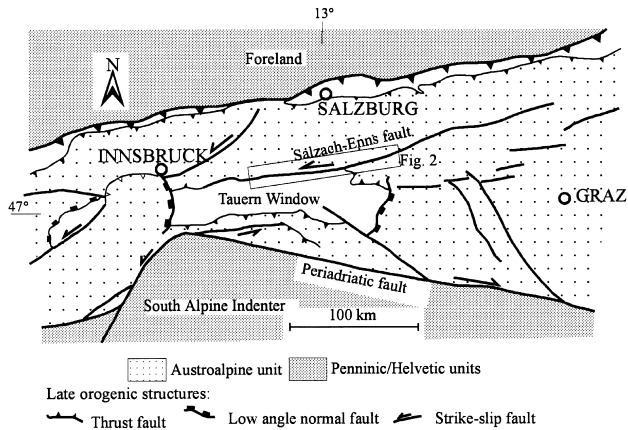 13°
Foreland
N
SALZBURG
INNSBRUCK
Salzach-Enns fault
Fig. 2
Tauern Window
47°
GRAZ
Periadriatic fault
South Alpine Indenter
100 km
Austroalpine unit
Penninic/Helvetic units
Late orogenic structures:
Thrust fault
Low angle normal fault
Strike-slip fault